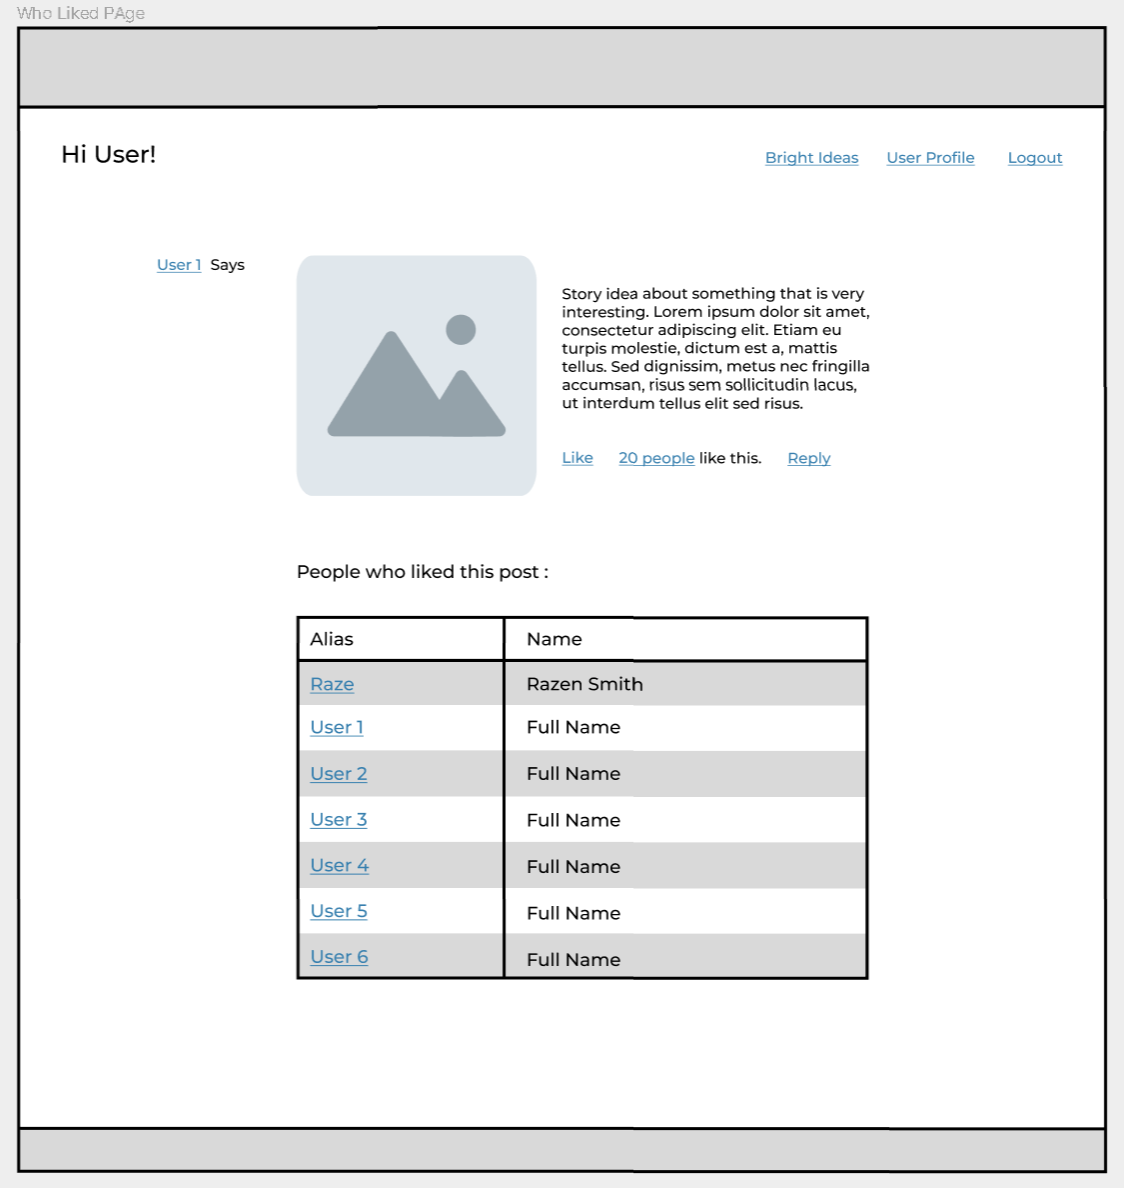 Who Liked PAge
Hi User!
Bright Ideas User Profile Logout
User 1 Says
Story idea about something that is very
interesting. Lorem ipsum dolor sit amet,
consectetur adipiscing elit. Etiam eu
turpis molestie, dictum est a, mattis
tellus. Sed dignissim, metus nec fringilla
accumsan, risus sem sollicitudin lacus,
ut interdum tellus elit sed risus.
Like 20 people like this. Reply
People who liked this post :
Alias Name
Raze Razen Smith
User 1 Full Name
User 2 Full Name
User 3 Full Name
User 4 Full Name
User 5 Full Name
User 6 Full Name